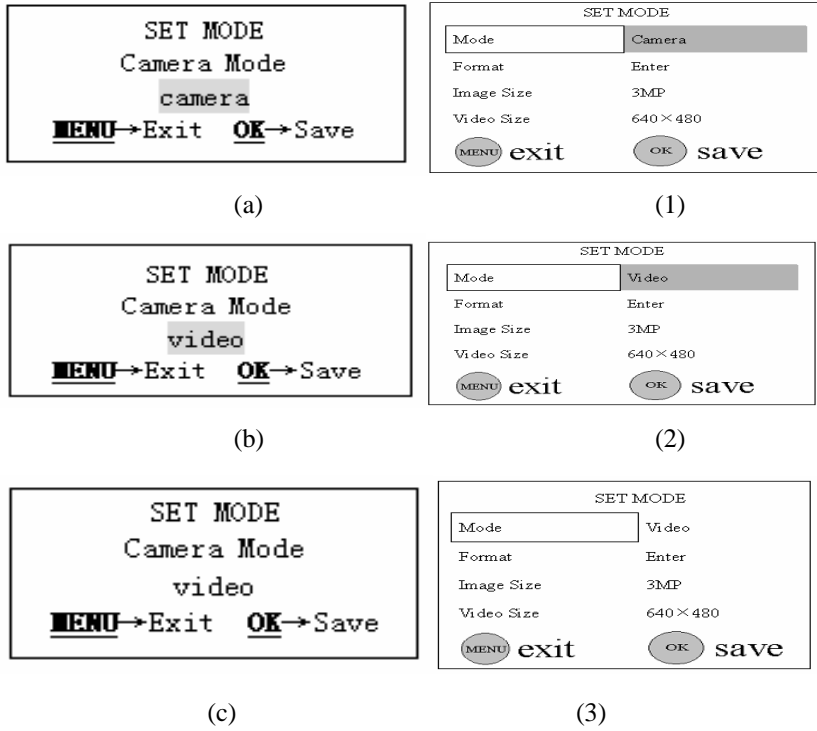 SET MODE
Camera Mode
camera
MENU→Exit OK→Save
(a)
SET MODE
Mode Camera
Format Enter
Image Size 3MP
Video Size 640×480
MENU exit OK save
(1)
SET MODE
Camera Mode
video
MENU→Exit OK→Save
(b)
SET MODE
Mode Video
Format Enter
Image Size 3MP
Video Size 640×480
MENU exit OK save
(2)
SET MODE
Camera Mode
video
MENU→Exit OK→Save
(c)
SET MODE
Mode Video
Format Enter
Image Size 3MP
Video Size 640×480
MENU exit OK save
(3)